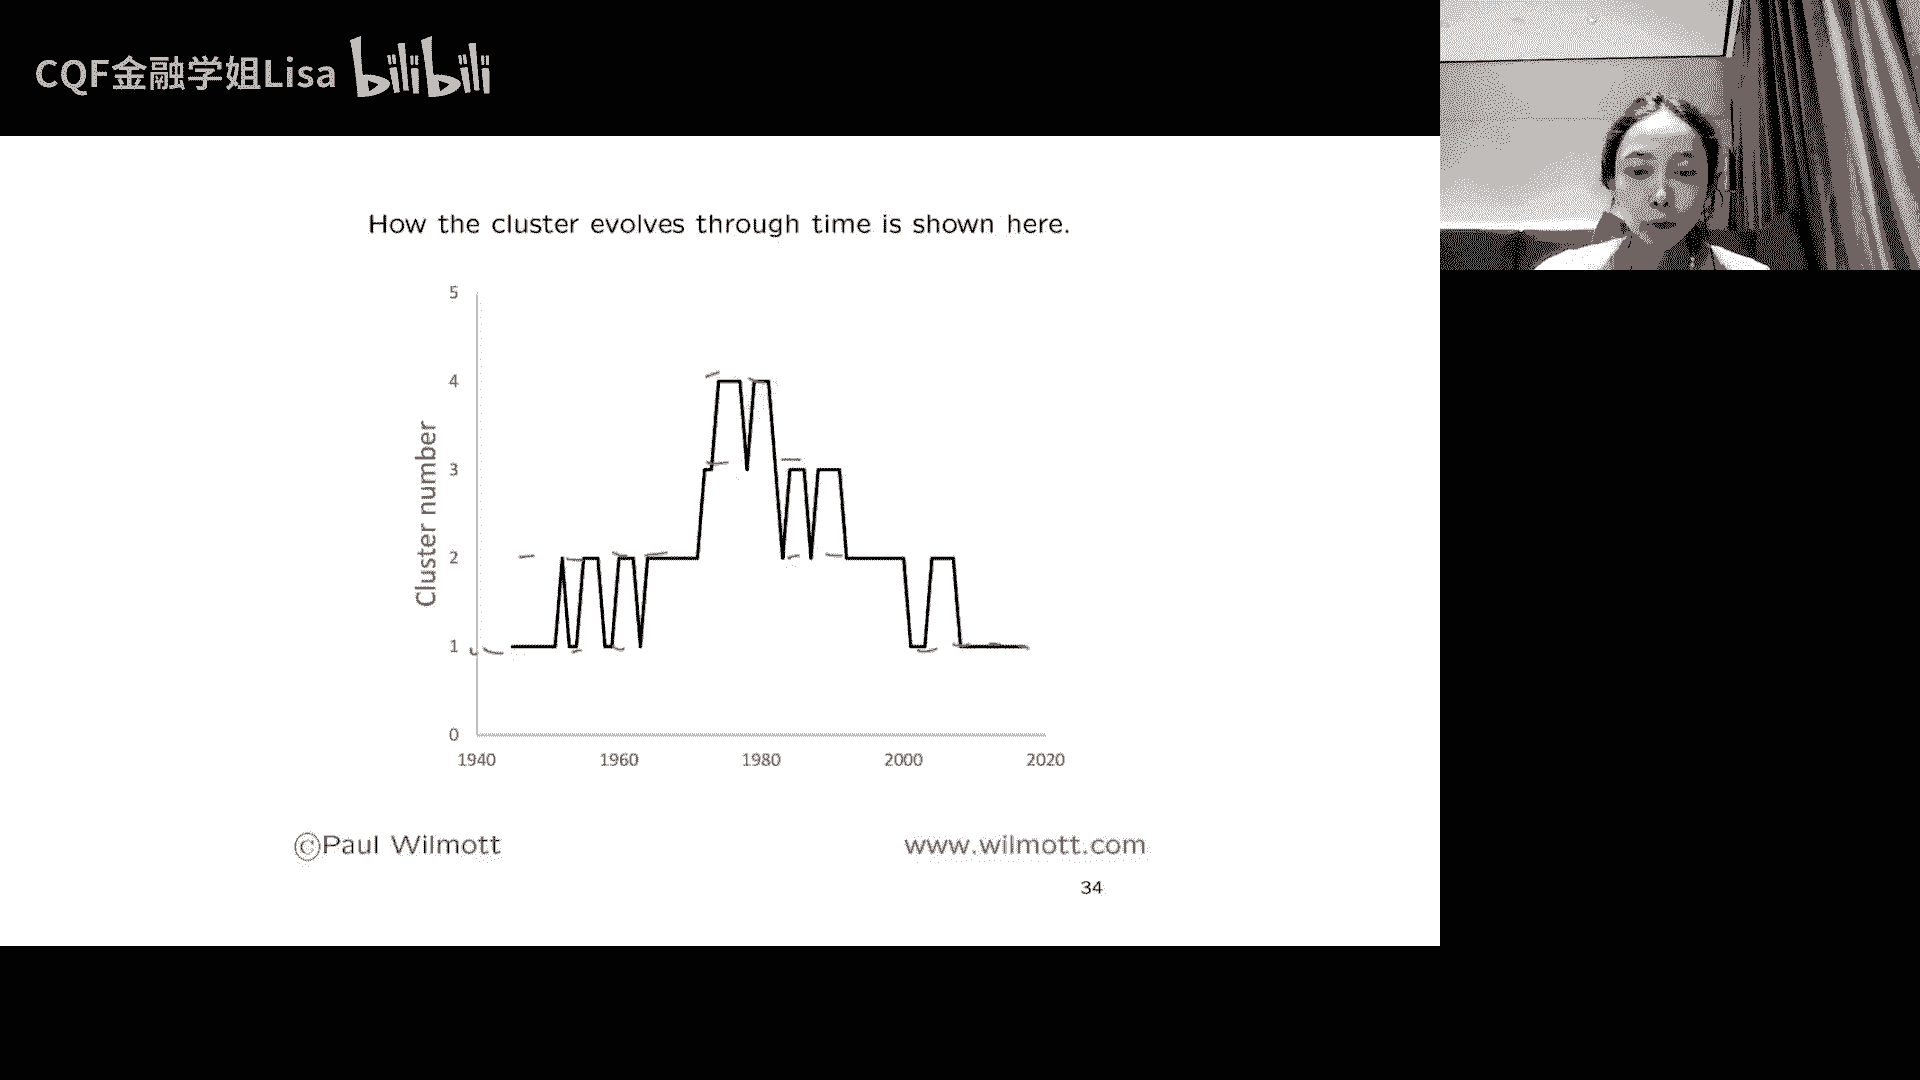 CQF金融学姐Lisa bilibili
How the cluster evolves through time is shown here.
5
4
3
2
1
0
Cluster number
1940 1960 1980 2000 2020
©Paul Wilmott www.wilmott.com
34